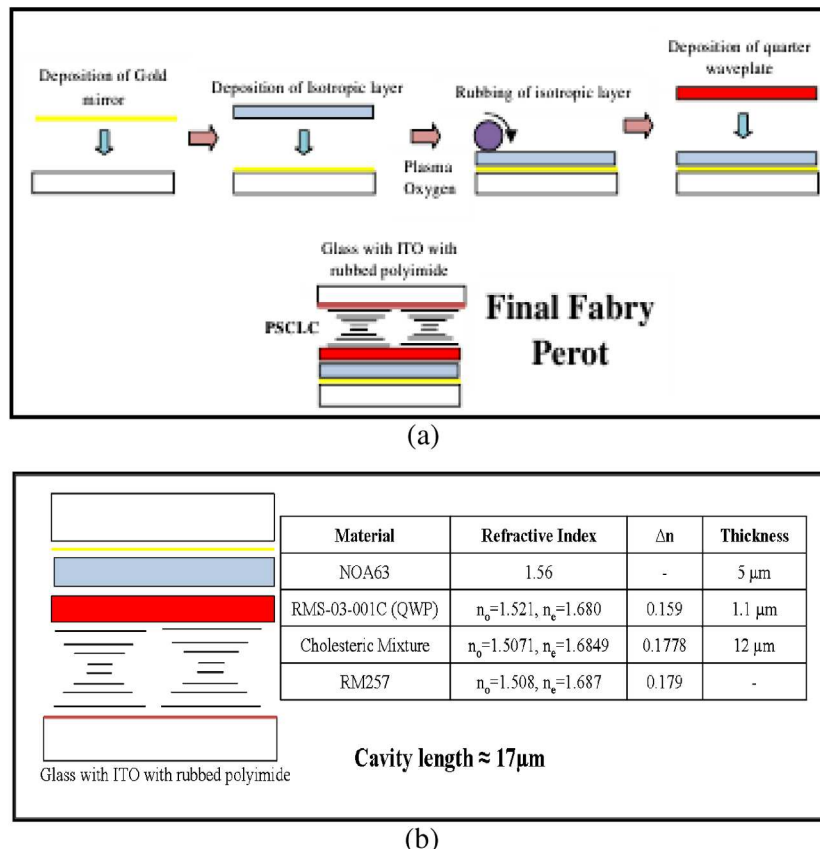 Deposition of Gold
mirror
Deposition of Isotropic layer
Rubbing of isotropic layer
Deposition of quarter
waveplate
Plasma
Oxygen
Glass with ITO with
rubbed polyimide
PSCLC
Final Fabry
Perot
(a)
Material Refractive Index Δn Thickness
NOA63 1.56 - 5 μm
RMS-03-001C (QWP) nₒ=1.521, nₑ=1.680 0.159 1.1 μm
Cholesteric Mixture nₒ=1.5071, nₑ=1.6849 0.1778 12 μm
RM257 nₒ=1.508, nₑ=1.687 0.179 -
Glass with ITO with rubbed polyimide
Cavity length ≈ 17μm
(b)